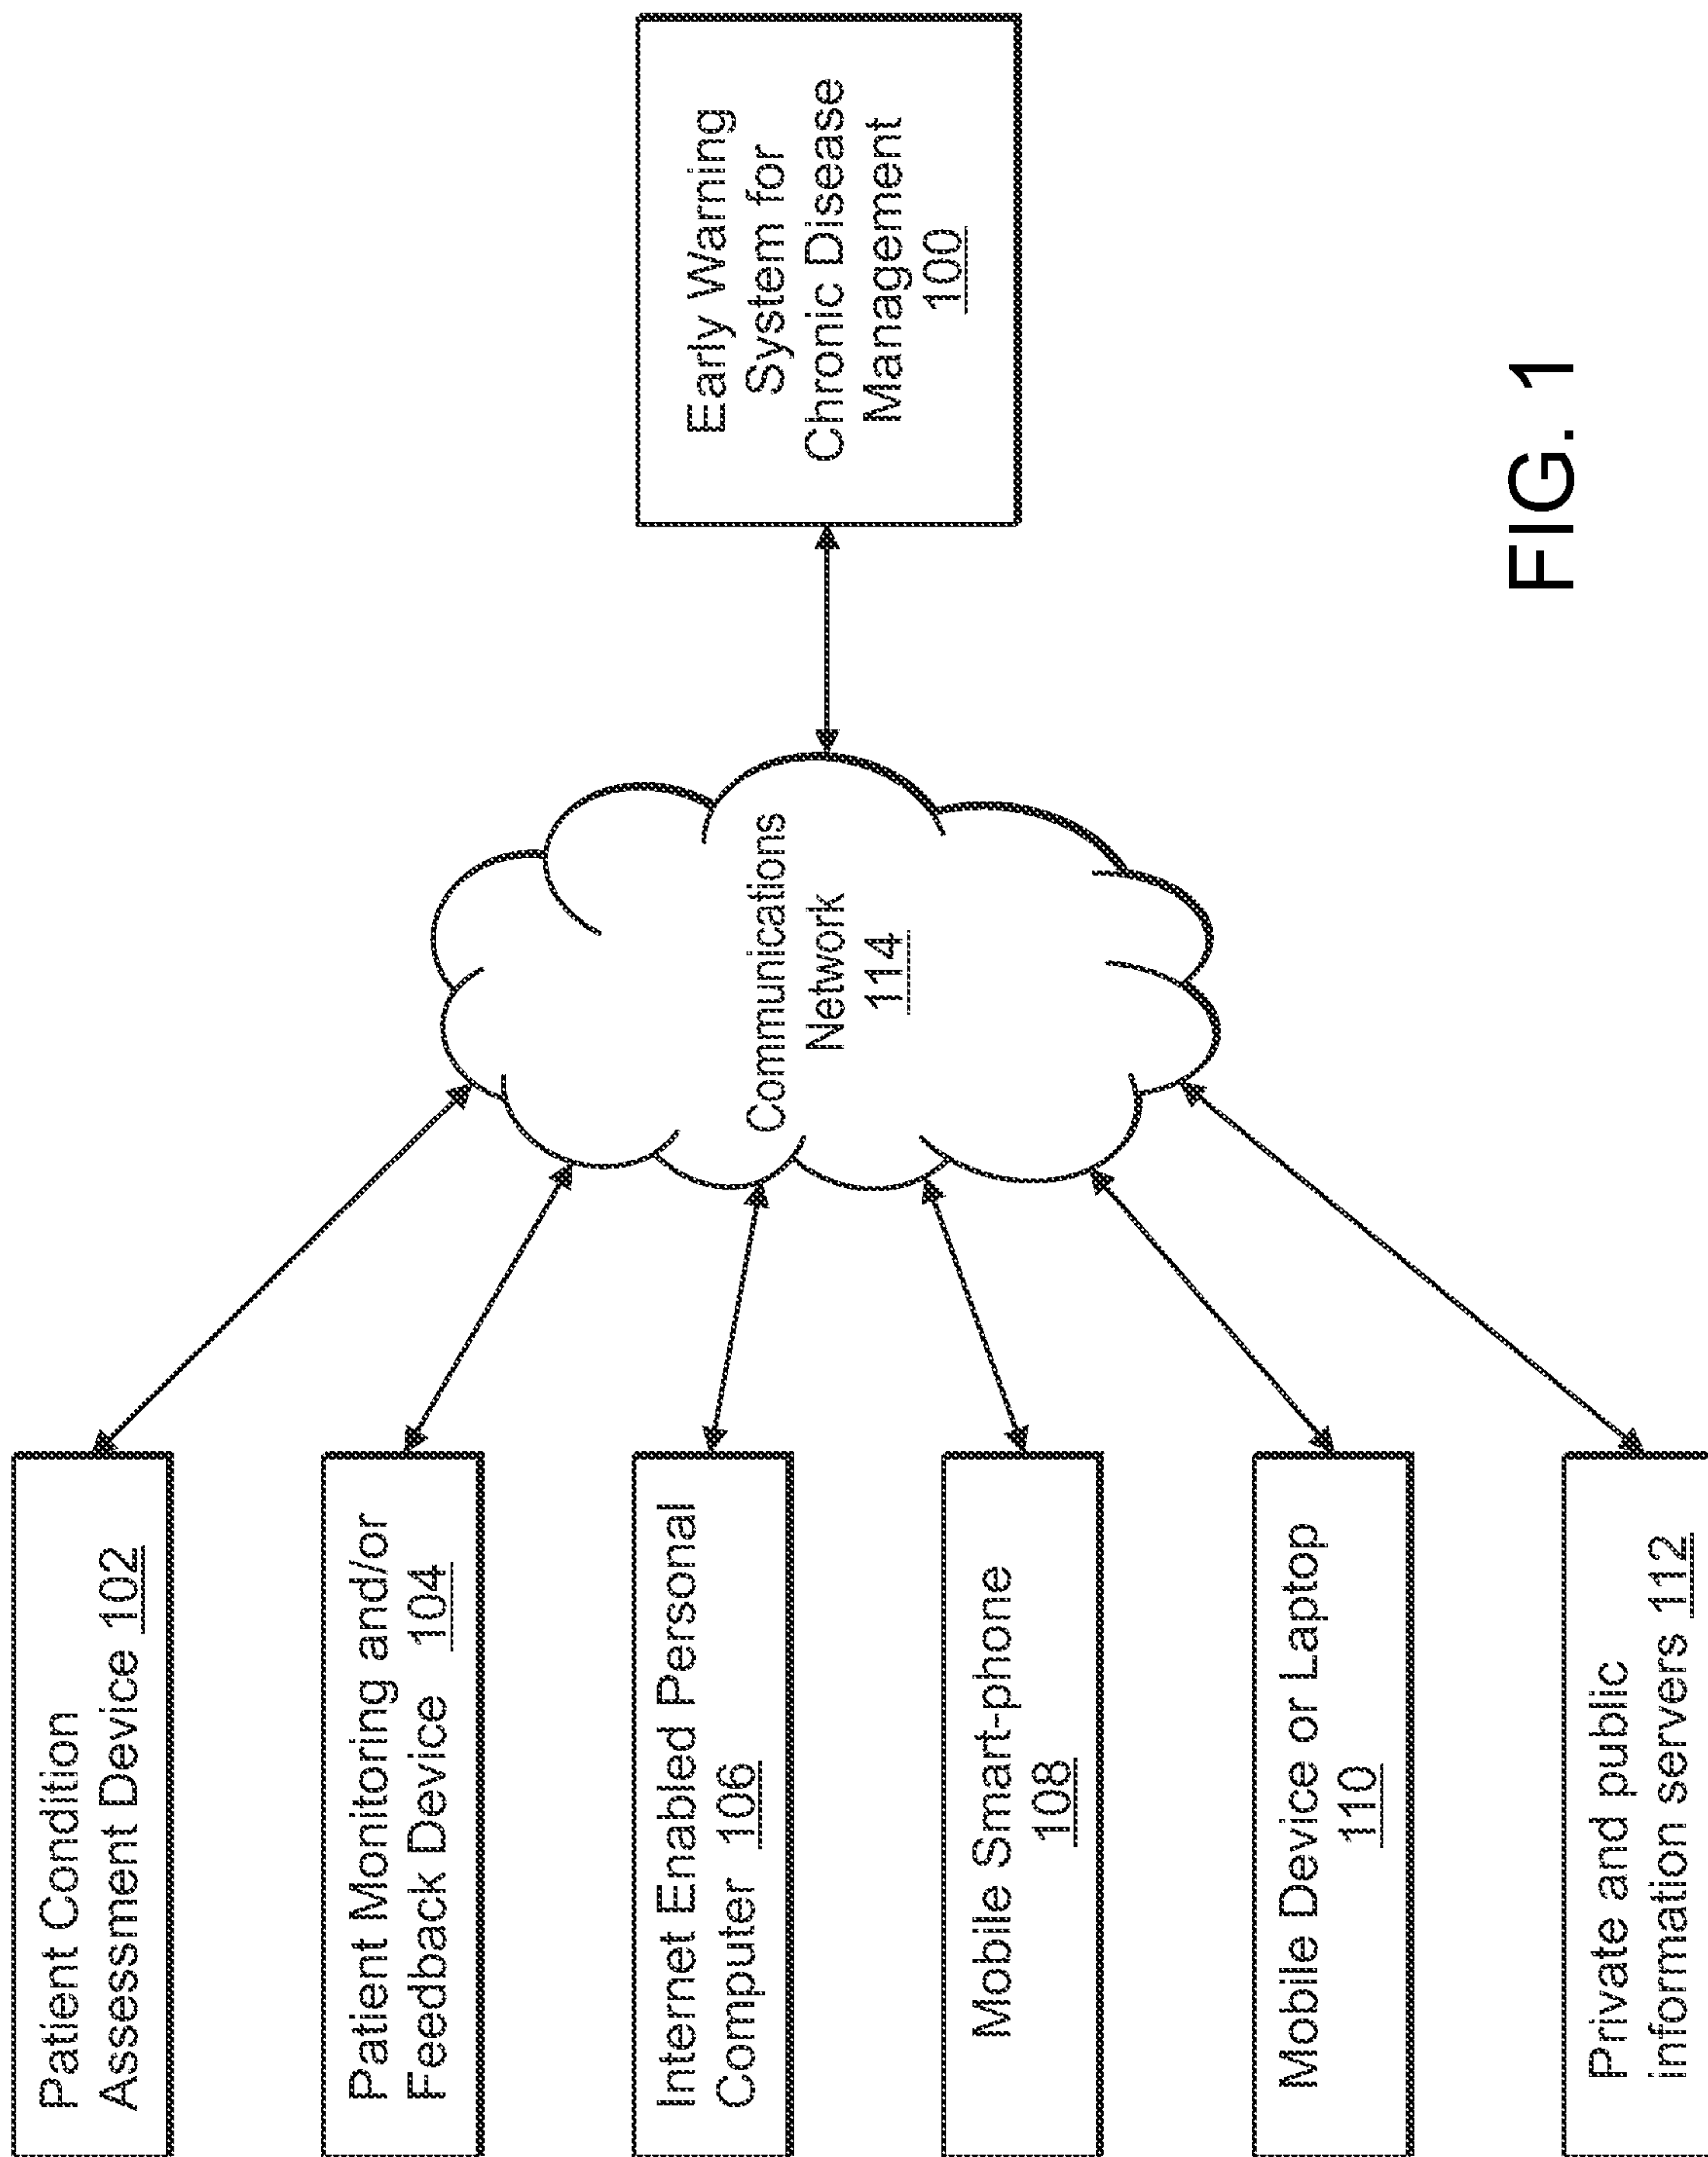 Patient Condition
Assessment Device 102
Patient Monitoring and/or
Feedback Device 104
Internet Enabled Personal
Computer 106
Mobile Smart-phone
108
Mobile Device or Laptop
110
Private and public
information servers 112
Communications
Network
114
Early Warning
System for
Chronic Disease
Management
100
FIG. 1